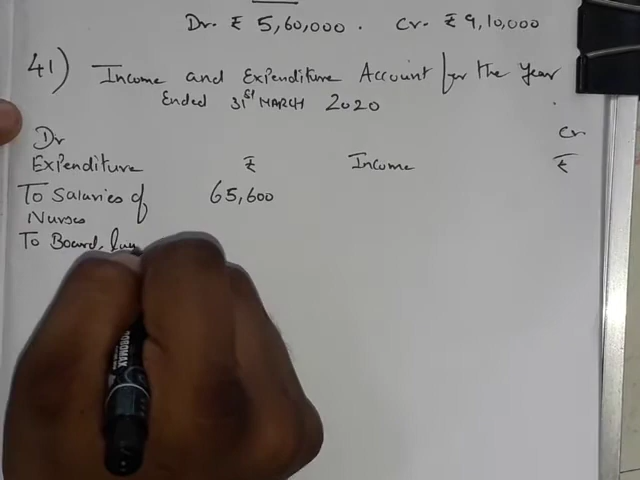 Dr. ₹ 5,60,000. Cr. ₹ 9,10,000
41) Income and Expenditure Account for the Year
Ended 31st MARCH 2020
Dr Cr
Expenditure ₹ Income ₹
To Salaries of 65,600
Nurses
To Board,
ROBOMAX